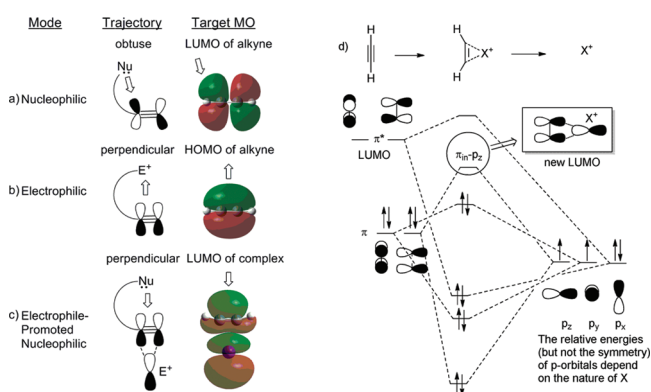 Mode Trajectory Target MO
obtuse LUMO of alkyne
Nu
a) Nucleophilic
perpendicular HOMO of alkyne
E+
b) Electrophilic
perpendicular LUMO of complex
Nu
c) Electrophile-
Promoted
Nucleophilic
E+
d)
H
H
H
X+
H
X+
π*
LUMO
πin-pz
X+
new LUMO
π
pz py px
The relative energies
(but not the symmetry)
of p-orbitals depend
on the nature of X